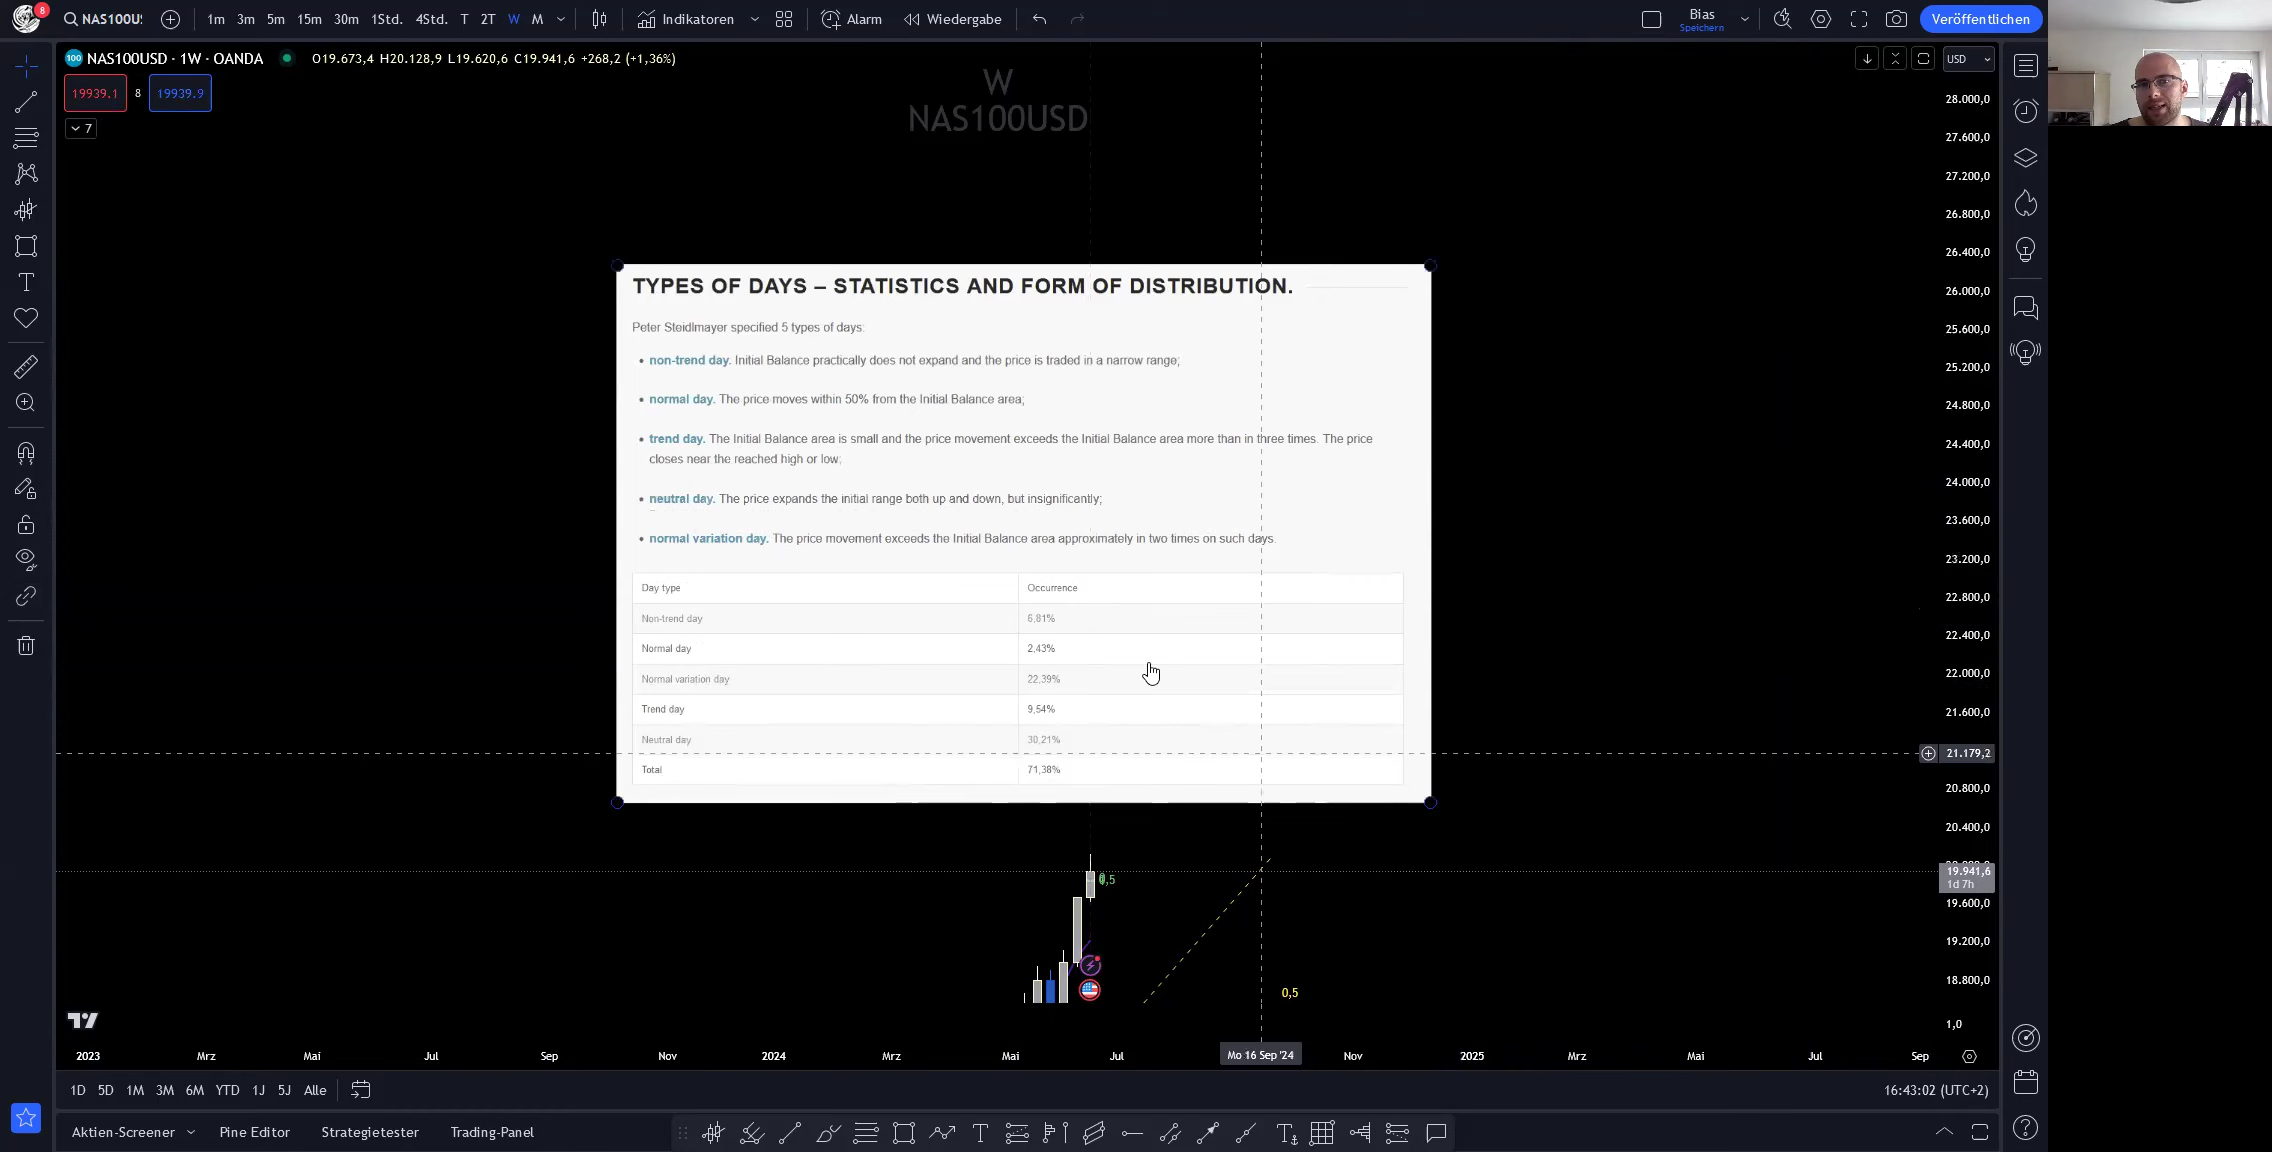 8
NAS100U:
1m 3m 5m 15m 30m 1Std. 4Std. T 2T W M
Indikatoren
Alarm
Wiedergabe
Bias
Speichern
Veröffentlichen
100 NAS100USD · 1W · OANDA
O19.673,4 H20.128,9 L19.620,6 C19.941,6 +268,2 (+1,36%)
USD
19939.1 8 19939.9
7
W
NAS100USD
TYPES OF DAYS – STATISTICS AND FORM OF DISTRIBUTION.
Peter Steidlmayer specified 5 types of days:
• non-trend day. Initial Balance practically does not expand and the price is traded in a narrow range;
• normal day. The price moves within 50% from the Initial Balance area;
• trend day. The Initial Balance area is small and the price movement exceeds the Initial Balance area more than in three times. The price
closes near the reached high or low;
• neutral day. The price expands the initial range both up and down, but insignificantly;
• normal variation day. The price movement exceeds the Initial Balance area approximately in two times on such days.
Day type Occurrence
Non-trend day 6,81%
Normal day 2,43%
Normal variation day 22,39%
Trend day 9,54%
Neutral day 30,21%
Total 71,38%
28.000,0
27.600,0
27.200,0
26.800,0
26.400,0
26.000,0
25.600,0
25.200,0
24.800,0
24.400,0
24.000,0
23.600,0
23.200,0
22.800,0
22.400,0
22.000,0
21.600,0
21.179,2
20.800,0
20.400,0
19.941,6
1d 7h
19.600,0
19.200,0
18.800,0
1,0
0,5
2023 Mrz Mai Jul Sep Nov 2024 Mrz Mai Jul Mo 16 Sep '24 Nov 2025 Mrz Mai Jul Sep
1D 5D 1M 3M 6M YTD 1J 5J Alle
16:43:02 (UTC+2)
Aktien-Screener Pine Editor Strategietester Trading-Panel